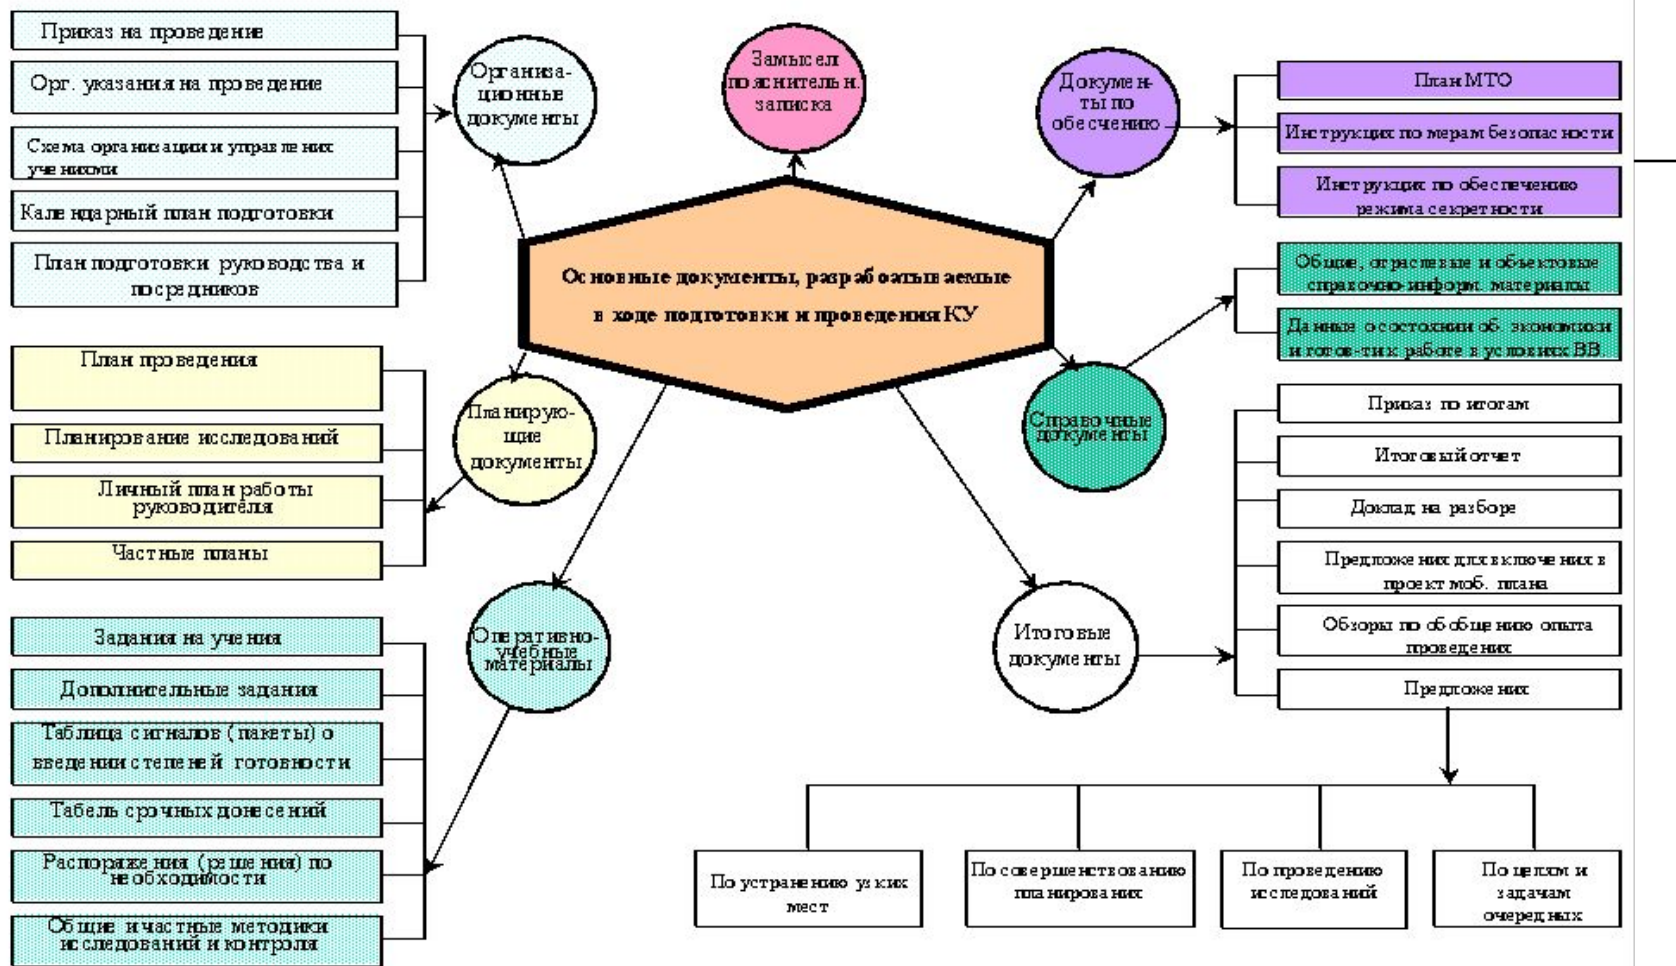 Приказ на проведение
Орг. указания на проведение
Схема организации и управления
учениями
Календарный план подготовки
План подготовки руководства и
посредников
Организа-
ционные
документы
Замысел
пояснительн.
записка
Докумен-
ты по
обесчению
План МТО
Инструкция по мерам безопасности
Инструкция по обеспечению
режима секретности
Основные документы, разрабоатываемые
в ходе подготовки и проведения КУ
Общие, отраслевые и объектовые
справочно-информ. материалы
Данные о состоянии об. экономики
и готов-ти к работе в условиях ВВ.
План проведения
Планирование исследований
Личный план работы
руководителя
Частные планы
Планирую-
щие
документы
Справочные
документы
Приказ по итогам
Итоговый отчет
Доклад на разборе
Предложения для включения в
проект моб. плана
Обзоры по обобщению опыта
проведения
Предложения
Задания на учения
Дополнительные задания
Таблица сигналов (пакеты) о
введении степеней готовности
Табель срочных донесений
Распоряжения (решения) по
необходимости
Общие и частные методики
исследований и контроля
Оперативно-
учебные
материалы
Итоговые
документы
По устранению узких
мест
По совершенствованию
планирования
По проведению
исследований
По целям и
задачам
очередных